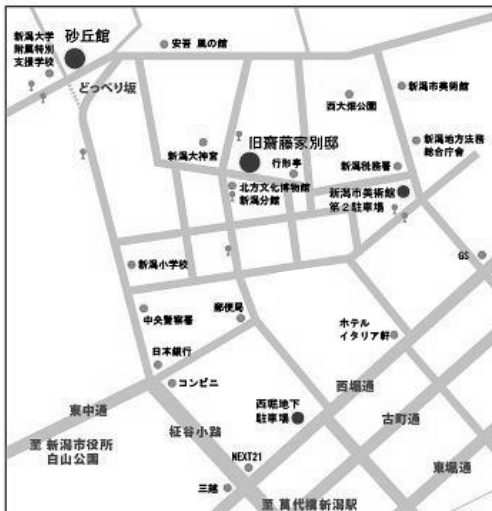 砂丘館
新潟大学
附属特別
支援学校
どっぺり坂
安吾 風の館
西大畑公園
新潟市美術館
新潟大神宮
旧齋藤家別邸
行形亭
新潟地方法務
総合庁舎
新潟税務署
北方文化博物館
新潟分館
新潟市美術館
第2駐車場
新潟小学校
GS
中央警察署
郵便局
ホテル
イタリア軒
日本銀行
コンビニ
西堀通
東中通
西堀地下
駐車場
古町通
柾谷小路
至 新潟市役所
白山公園
NEXT21
東堀通
三越
至 萬代橋新潟駅